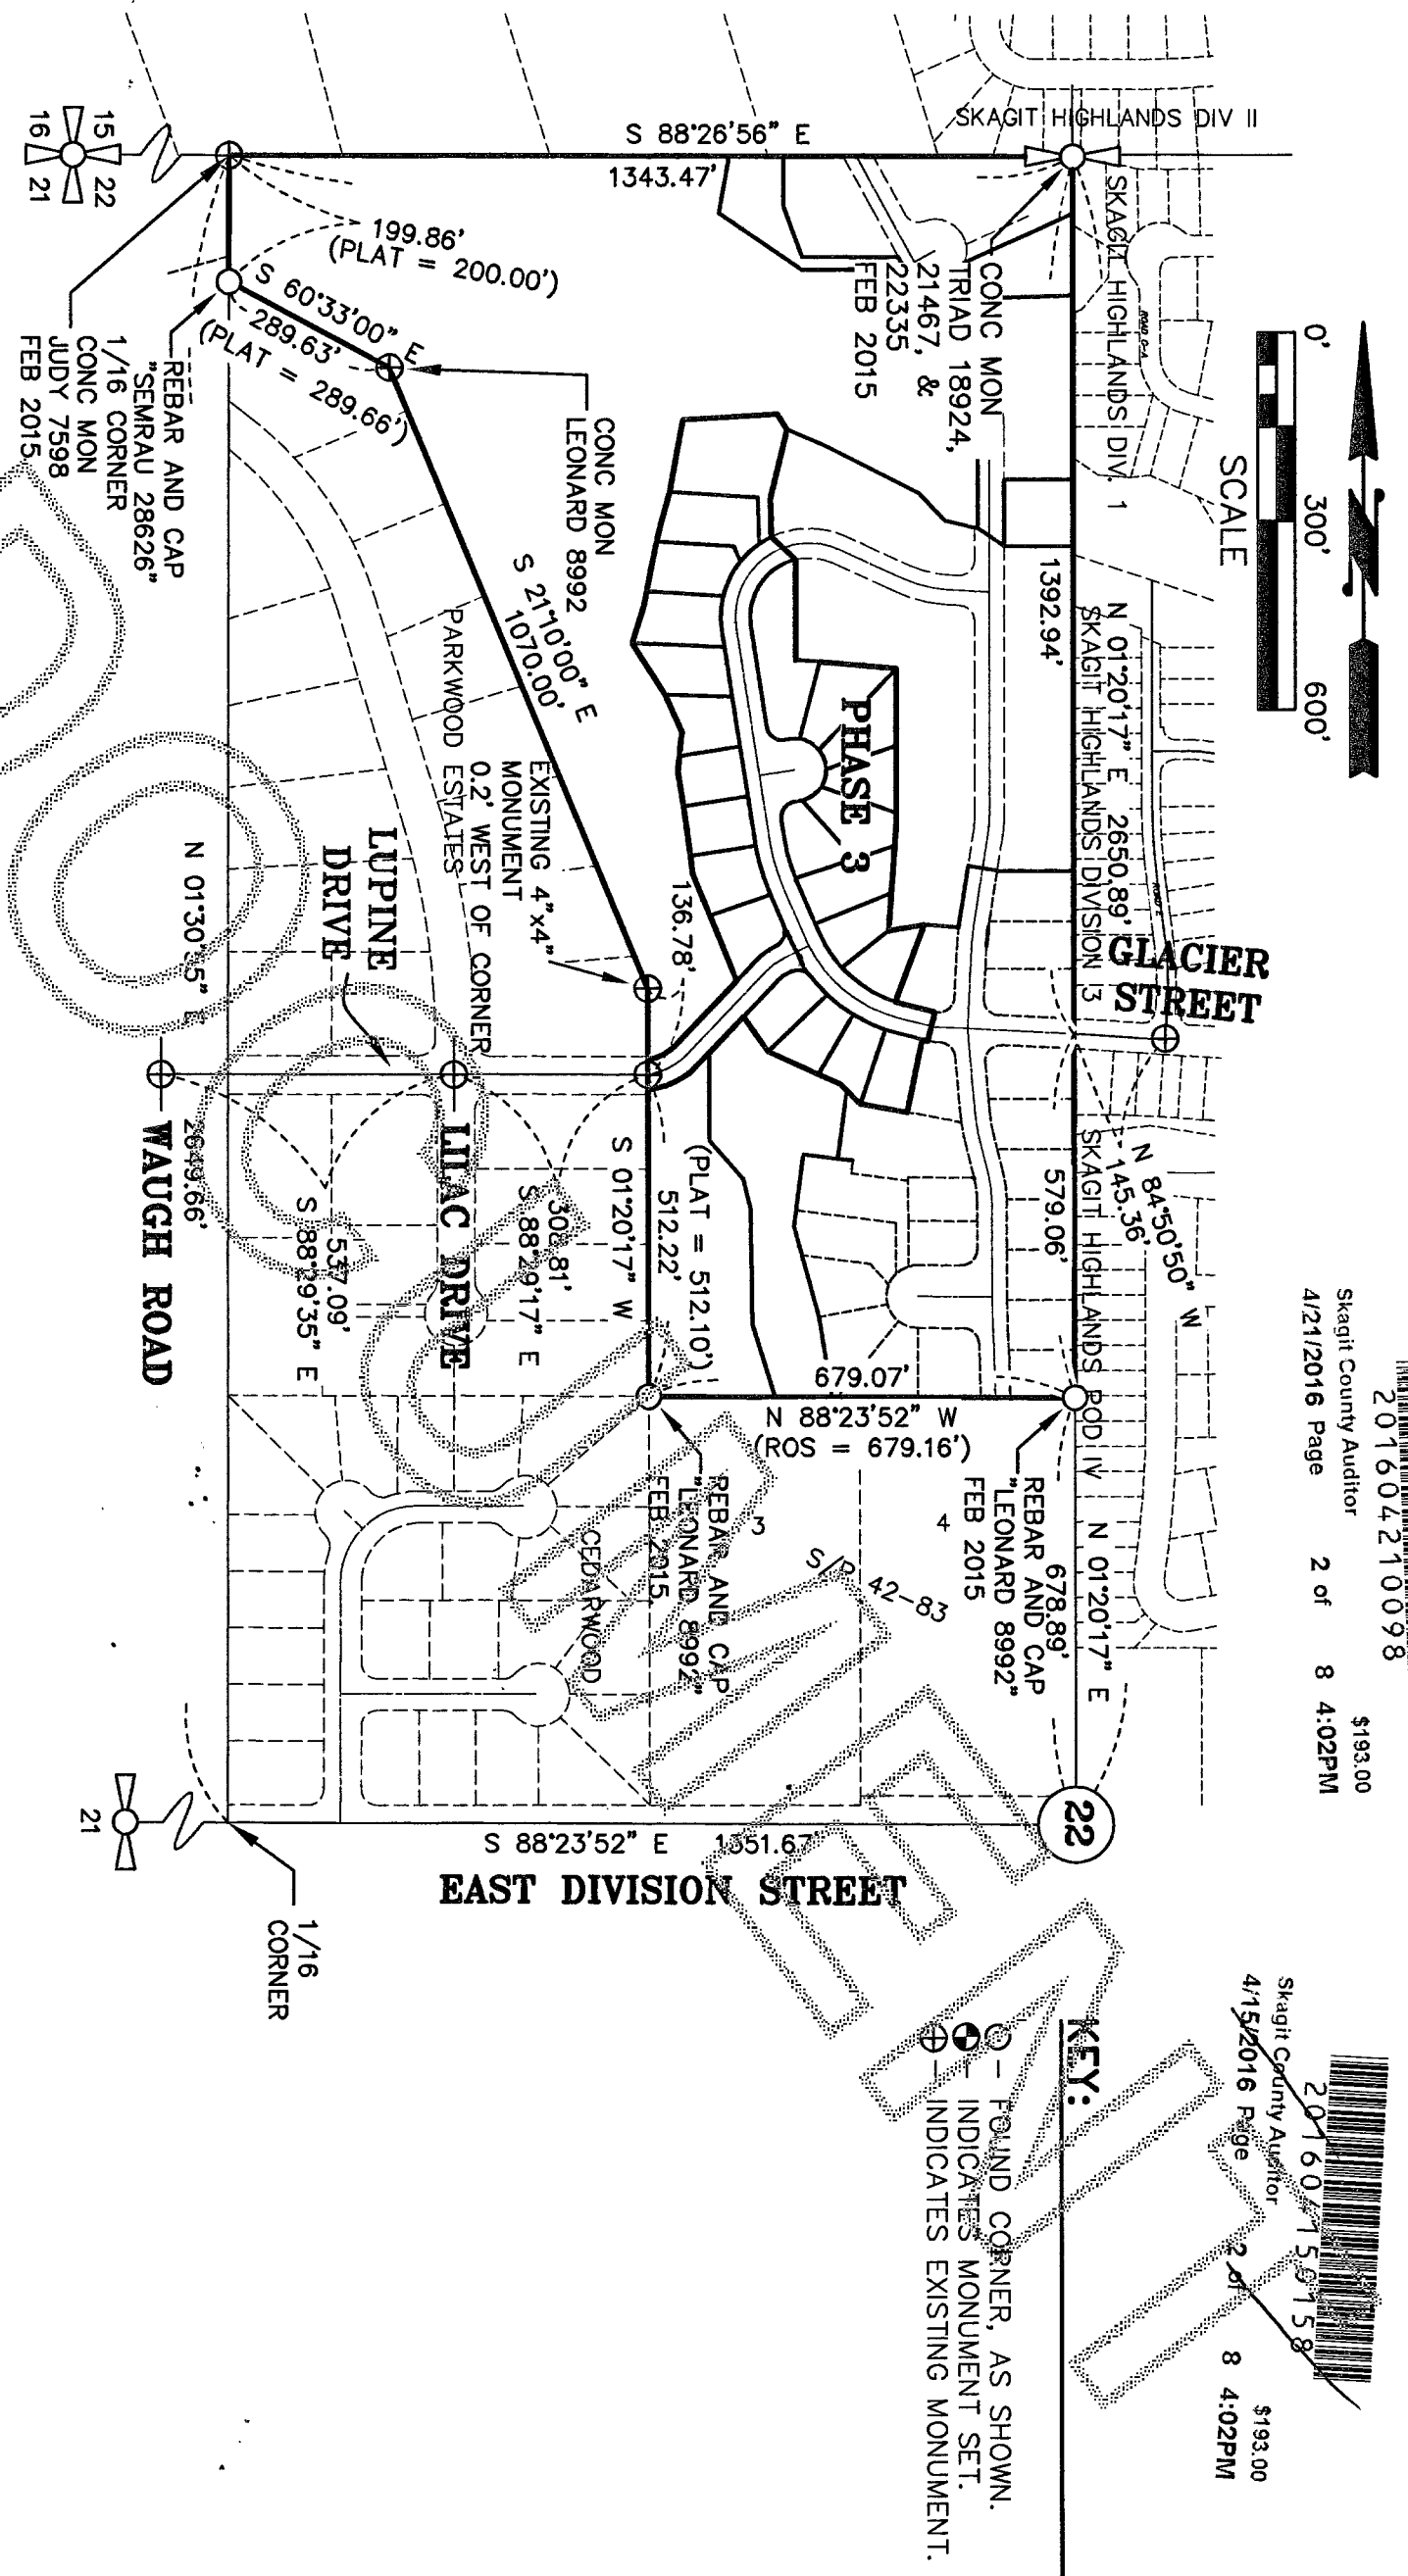 201604210098
Skagit County Auditor
$193.00
4/21/2016 Page
2 of
8 4:02PM
201604150158
Skagit County Auditor
$193.00
4/15/2016 Page
2 of
8 4:02PM
0'
300'
600'
SCALE
SKAGIT HIGHLANDS DIV II
SKAGIT HIGHLANDS DIV. 1
ROAD O-A
N 01°20'17" E 2650.89'
SKAGIT HIGHLANDS DIVISION 3
GLACIER
STREET
N 84°50'50" W
145.36'
SKAGIT HIGHLANDS POD IV
N 01°20'17" E
1392.94'
579.06'
678.89'
22
S 88°26'56" E
1343.47'
CONC MON
TRIAD 18924,
21467, &
22335
FEB 2015
REBAR AND CAP
"LEONARD 8992"
FEB 2015
PHASE 3
679.07'
N 88°23'52" W
(ROS = 679.16')
4
3
S/P 42-83
REBAR AND CAP
"LEONARD 8992"
FEB 2015
136.78'
(PLAT = 512.10')
512.22'
S 01°20'17" W
CONC MON
LEONARD 8992
S 21°10'00" E
1070.00'
EXISTING 4"x4"
MONUMENT
0.2' WEST OF CORNER
PARKWOOD ESTATES
308.81'
S 88°29'17" E
CEDARWOOD
199.86'
(PLAT = 200.00')
S 60°33'00" E
289.63'
(PLAT = 289.66')
LUPINE
DRIVE
LILAC DRIVE
537.09'
S 88°29'35" E
N 01°30'55" E
2649.66'
WAUGH ROAD
S 88°23'52" E 1351.67'
EAST DIVISION STREET
REBAR AND CAP
"SEMRAU 28626"
1/16 CORNER
CONC MON
JUDY 7598
FEB 2015
15
22
16
21
21
1/16
CORNER
KEY:
- FOUND CORNER, AS SHOWN.
- INDICATES MONUMENT SET.
- INDICATES EXISTING MONUMENT.